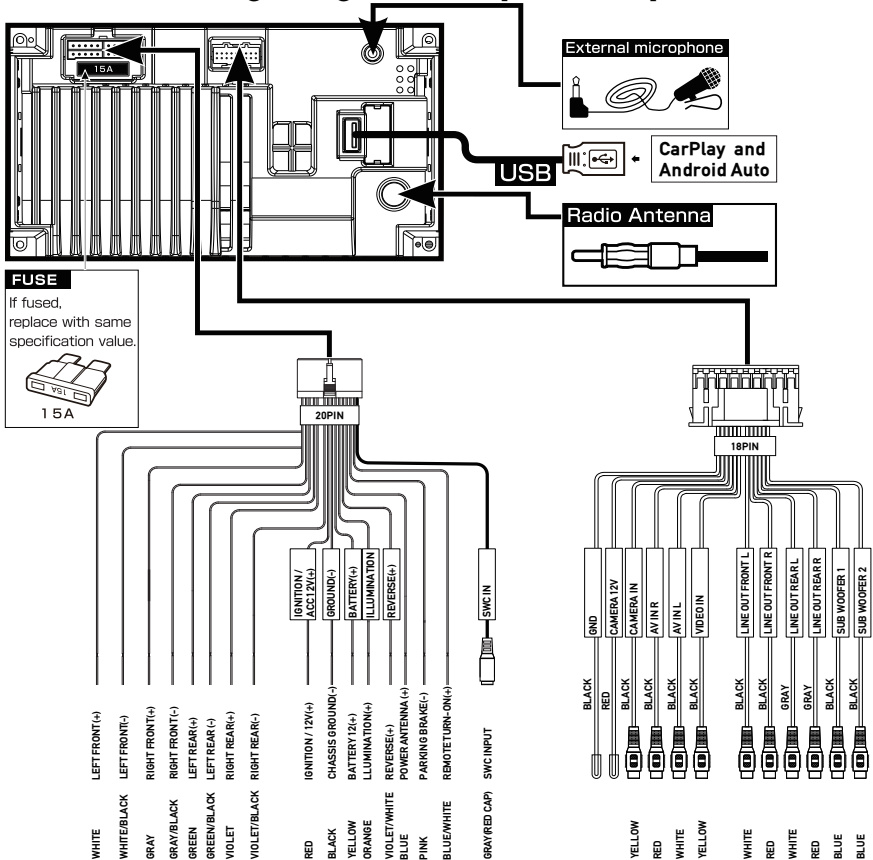 15A
External microphone
USB
CarPlay and
Android Auto
Radio Antenna
FUSE
If fused,
replace with same
specification value.
15A
15A
20PIN
18PIN
IGNITION /
ACC12V(+)
GROUND(-)
BATTERY(+)
ILLUMINATION
REVERSE(+)
SWC IN
WHITE LEFT FRONT(+)
WHITE/BLACK LEFT FRONT(-)
GRAY RIGHT FRONT(+)
GRAY/BLACK RIGHT FRONT(-)
GREEN LEFT REAR(+)
GREEN/BLACK LEFT REAR(-)
VIOLET RIGHT REAR(+)
VIOLET/BLACK RIGHT REAR(-)
RED IGNITION / 12V(+)
BLACK CHASSIS GROUND(-)
YELLOW BATTERY 12(+)
ORANGE LLUMINATION(+)
VIOLET/WHITE REVERSE(+)
BLUE POWER ANTENNA(+)
PINK PARKING BRAKE(-)
BLUE/WHITE REMOTE TURN-ON(+)
GRAY(RED CAP) SWC INPUT
GND
CAMERA 12V
CAMERA IN
AV IN R
AV IN L
VIDEO IN
LINE OUT FRONT L
LINE OUT FRONT R
LINE OUT REAR L
LINE OUT REAR R
SUB WOOFER 1
SUB WOOFER 2
BLACK
RED
BLACK
BLACK
BLACK
BLACK
BLACK
BLACK
GRAY
GRAY
BLACK
BLACK
YELLOW
RED
WHITE
YELLOW
WHITE
RED
WHITE
RED
BLUE
BLUE